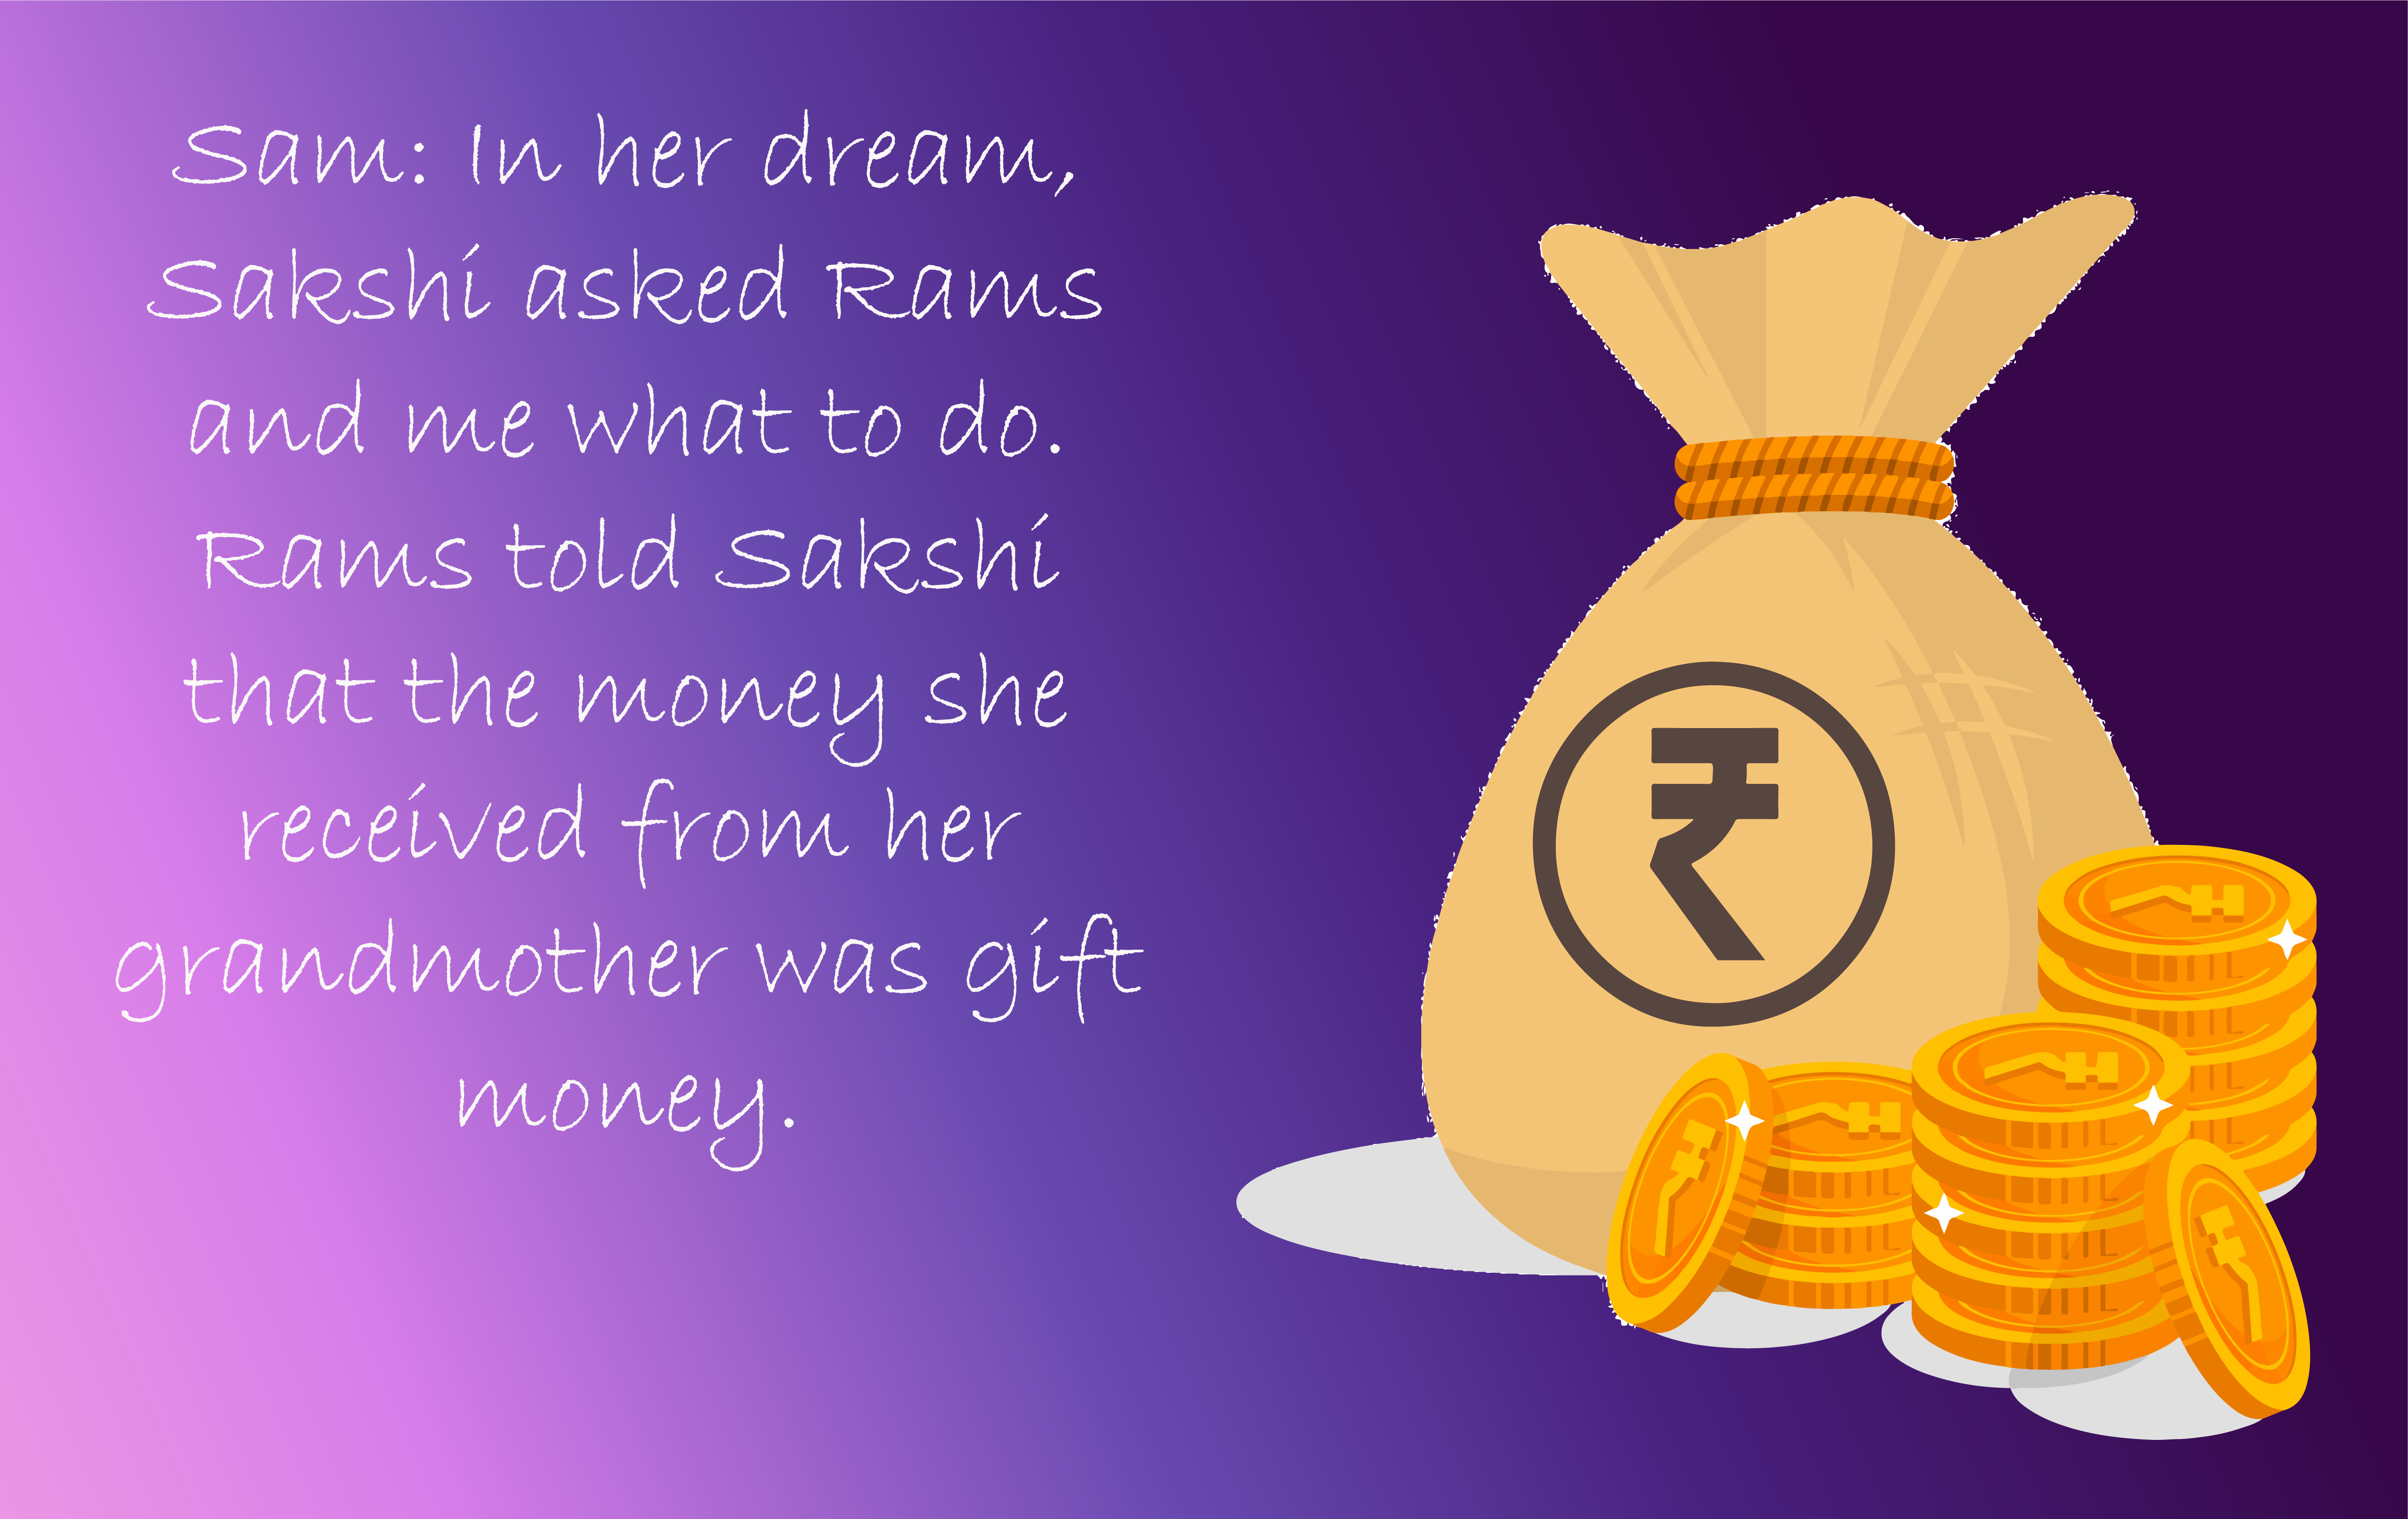 Sam: In her dream,
Sakshi asked Rams
and me what to do.
Rams told Sakshi
that the money she
received from her
grandmother was gift
money.
₹